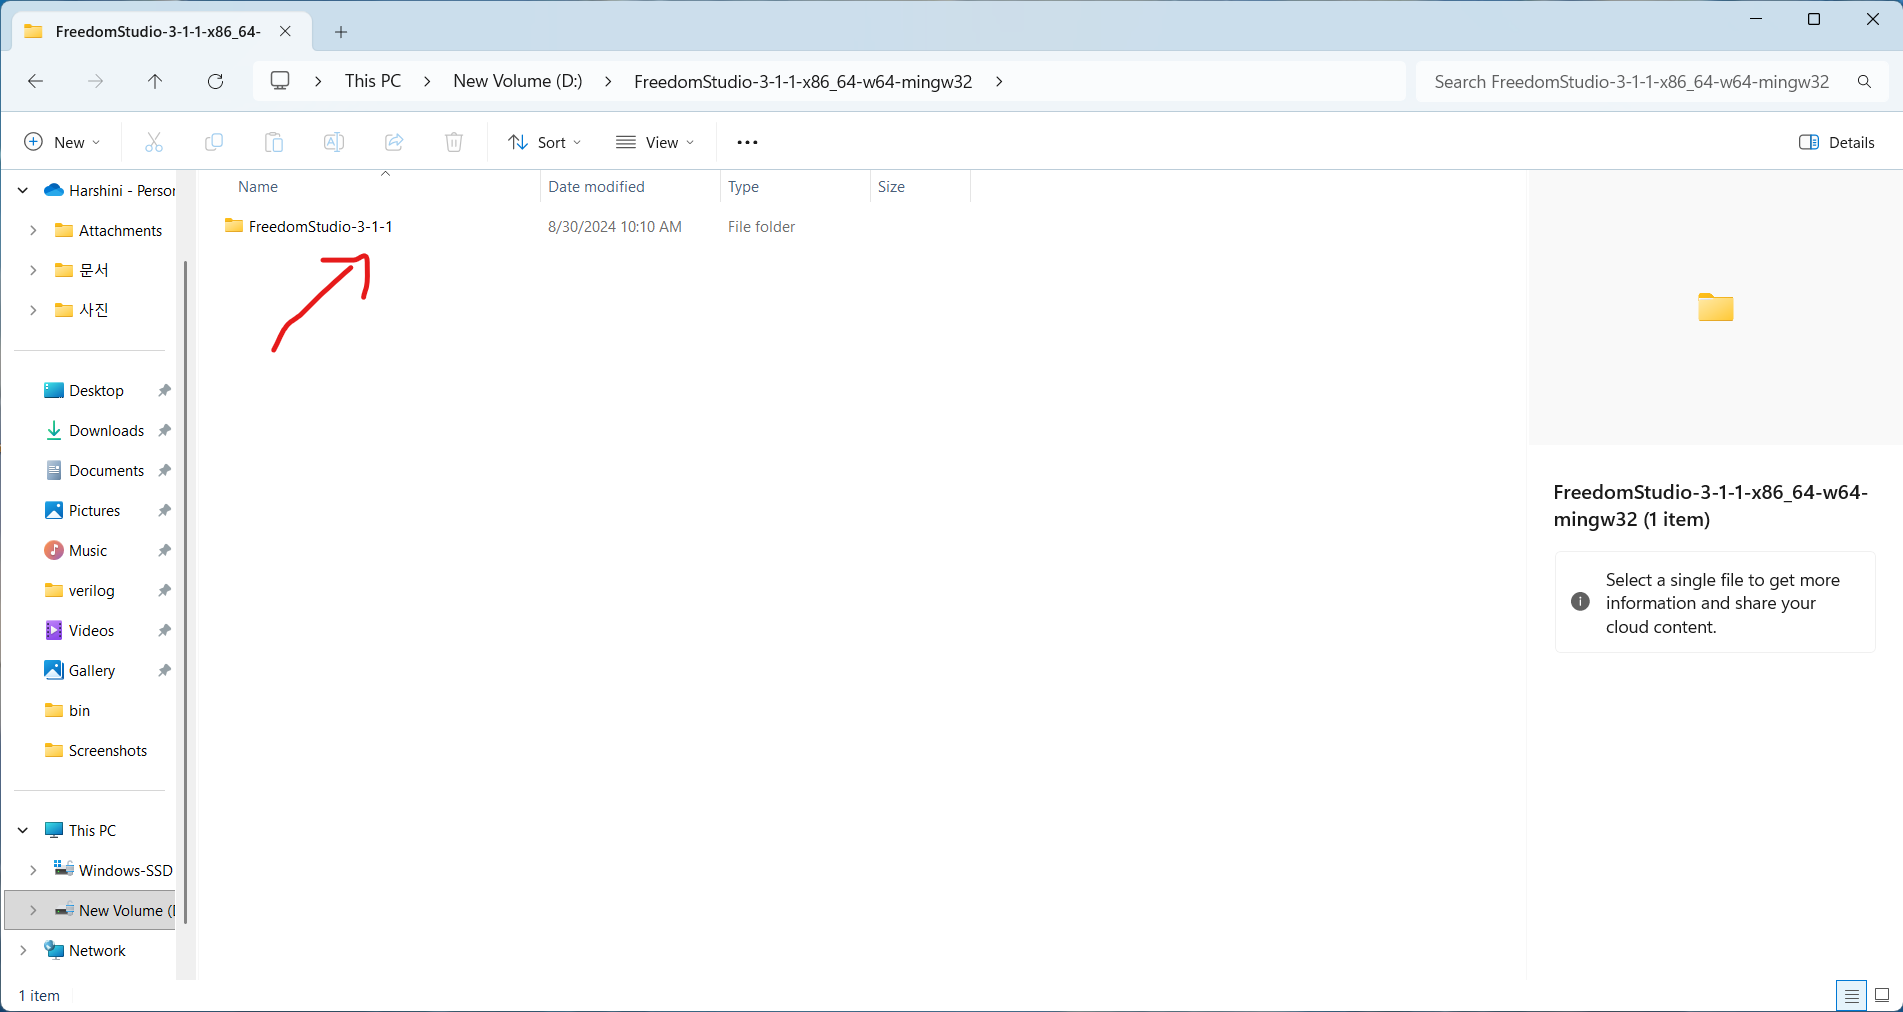 FreedomStudio-3-1-1-x86_64-
This PC New Volume (D:) FreedomStudio-3-1-1-x86_64-w64-mingw32 Search FreedomStudio-3-1-1-x86_64-w64-mingw32
New Sort View Details
Name Date modified Type Size
FreedomStudio-3-1-1 8/30/2024 10:10 AM File folder
Harshini - Person
Attachments
문서
사진
Desktop
Downloads
Documents
Pictures
Music
verilog
Videos
Gallery
bin
Screenshots
This PC
Windows-SSD
New Volume (D
Network
FreedomStudio-3-1-1-x86_64-w64-
mingw32 (1 item)
Select a single file to get more
information and share your
cloud content.
1 item